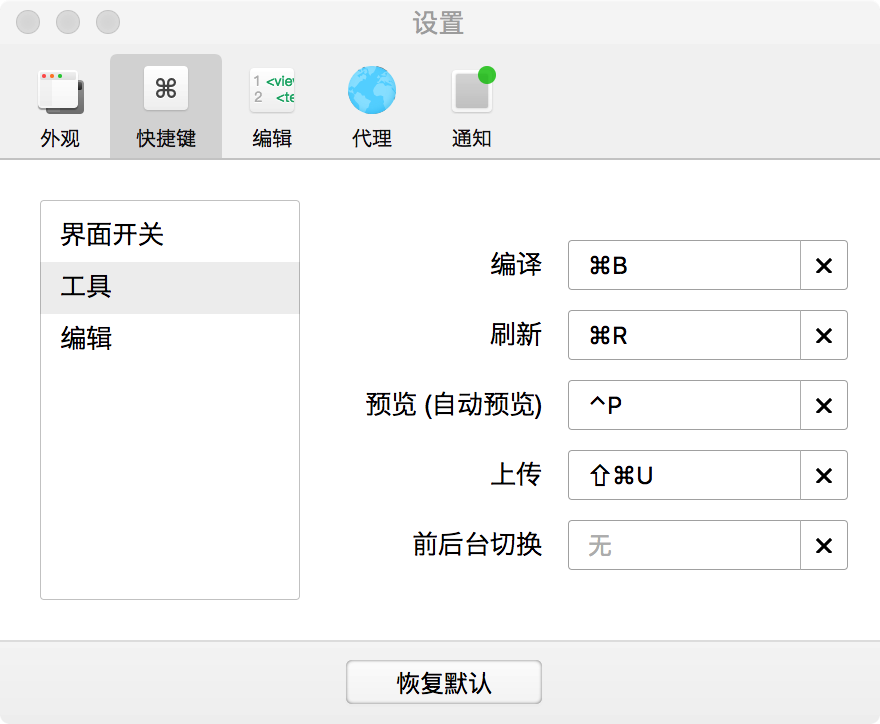 设置
1 <view
2 <te
外观
快捷键
编辑
代理
通知
界面开关
工具
编辑
编译 ⌘B ✕
刷新 ⌘R ✕
预览 (自动预览) ^P ✕
上传 ⇧⌘U ✕
前后台切换 无 ✕
恢复默认